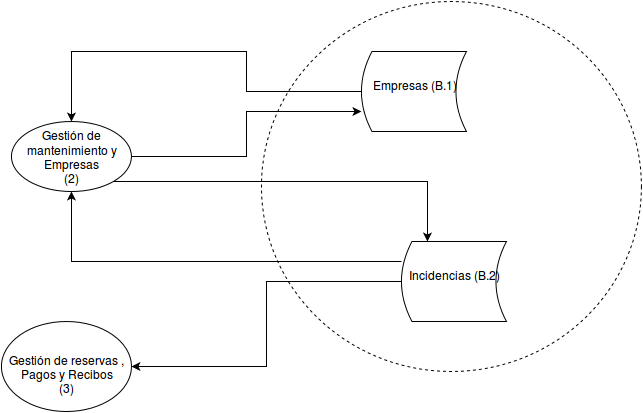 Empresas (B.1)
Gestión de
mantenimiento y
Empresas
(2)
Incidencias (B.2)
Gestión de reservas ,
Pagos y Recibos
(3)